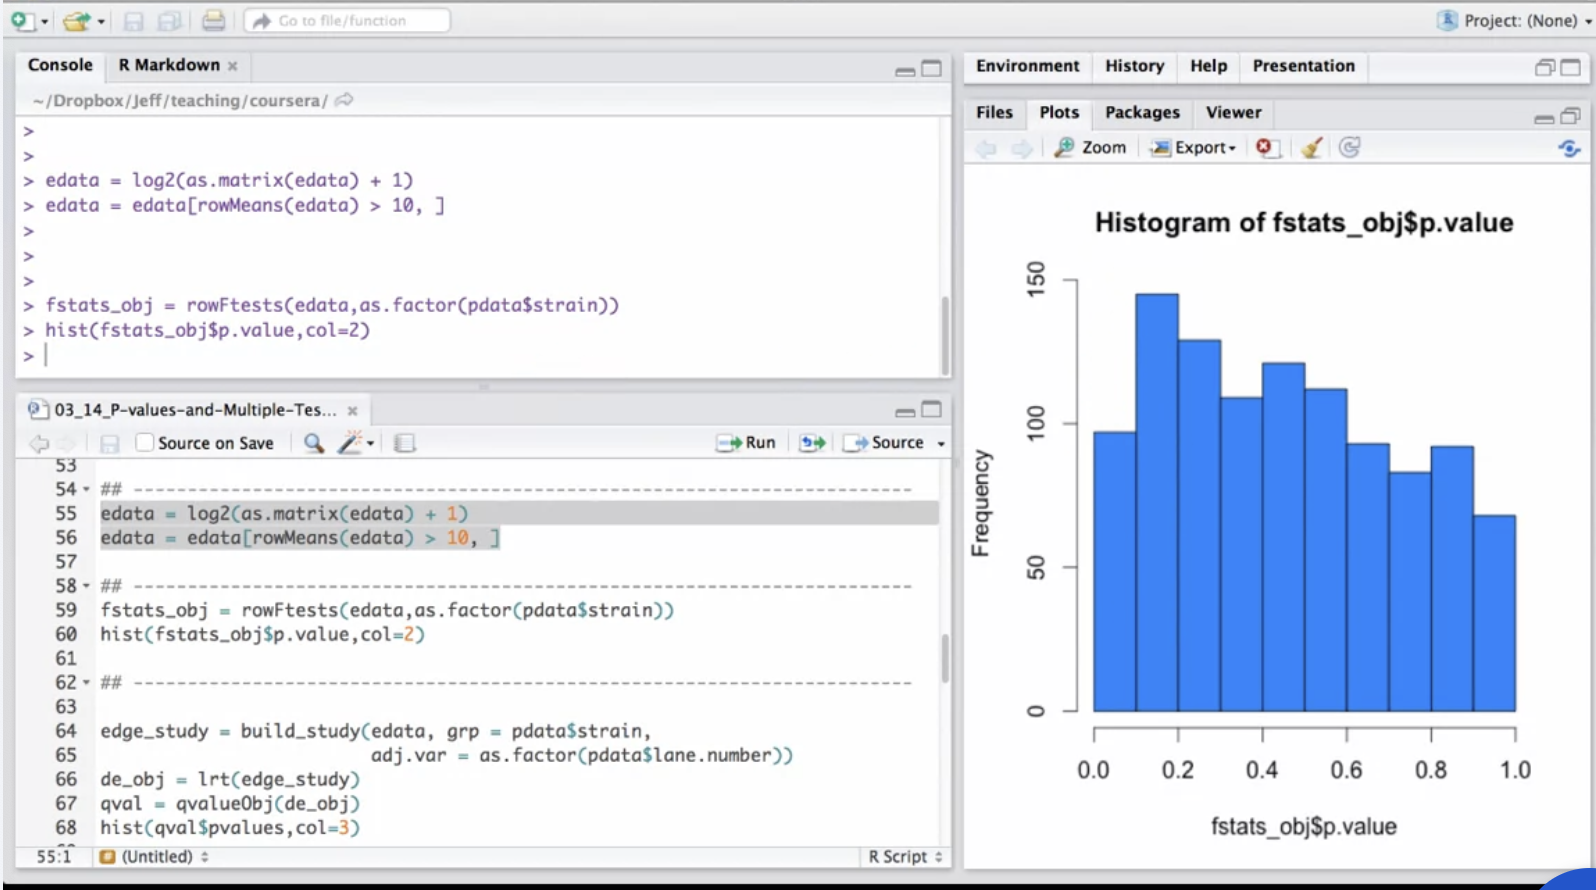 Go to file/function
Project: (None)
Console R Markdown
~/Dropbox/Jeff/teaching/coursera/
>
>
> edata = log2(as.matrix(edata) + 1)
> edata = edata[rowMeans(edata) > 10, ]
>
>
>
> fstats_obj = rowFtests(edata,as.factor(pdata$strain))
> hist(fstats_obj$p.value,col=2)
>
03_14_P-values-and-Multiple-Tes...
Source on Save Run Source
53
54 ## ------------------------------------------------------------------------
55 edata = log2(as.matrix(edata) + 1)
56 edata = edata[rowMeans(edata) > 10, ]
57
58 ## ------------------------------------------------------------------------
59 fstats_obj = rowFtests(edata,as.factor(pdata$strain))
60 hist(fstats_obj$p.value,col=2)
61
62 ## ------------------------------------------------------------------------
63
64 edge_study = build_study(edata, grp = pdata$strain,
65 adj.var = as.factor(pdata$lane.number))
66 de_obj = lrt(edge_study)
67 qval = qvalueObj(de_obj)
68 hist(qval$pvalues,col=3)
55:1 (Untitled) R Script
Environment History Help Presentation
Files Plots Packages Viewer
Zoom Export
Histogram of fstats_obj$p.value
Frequency
150
100
50
0
0.0 0.2 0.4 0.6 0.8 1.0
fstats_obj$p.value